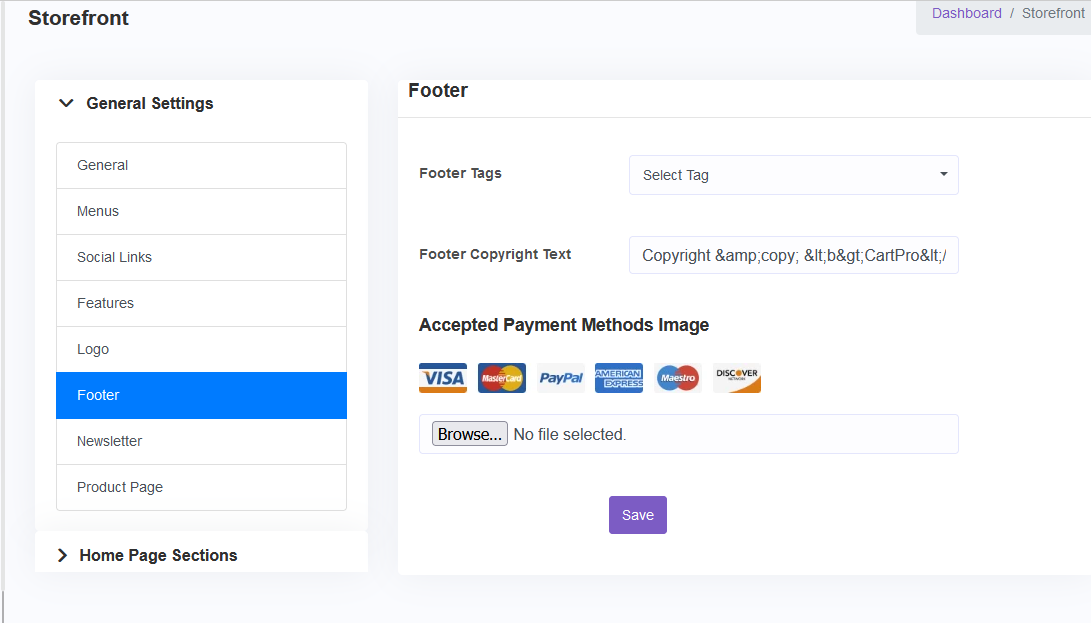 Storefront
Dashboard / Storefront
General Settings
General
Menus
Social Links
Features
Logo
Footer
Newsletter
Product Page
Home Page Sections
Footer
Footer Tags
Select Tag
Footer Copyright Text
Copyright &amp;copy; &lt;b&gt;CartPro&lt;/
Accepted Payment Methods Image
VISA
MasterCard
PayPal
AMERICAN
EXPRESS
Maestro
DISCOVER
NETWORK
Browse... No file selected.
Save